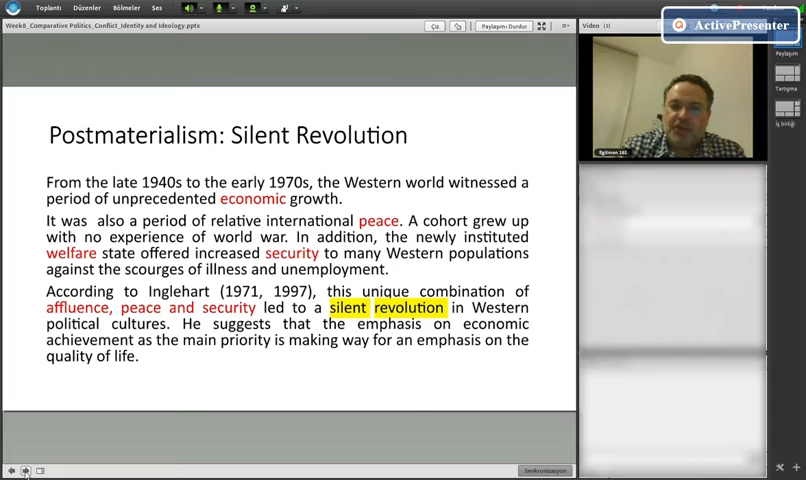 Toplantı Düzenler Bölmeler Ses
ActivePresenter
Week8_Comparative Politics_Conflict_Identity and Ideology.pptx
Çiz
Paylaşımı Durdur
Video (3)
Paylaşım
Tartışma
İş birliği
Eğitmen 161
Postmaterialism: Silent Revolution
From the late 1940s to the early 1970s, the Western world witnessed a
period of unprecedented economic growth.
It was also a period of relative international peace. A cohort grew up
with no experience of world war. In addition, the newly instituted
welfare state offered increased security to many Western populations
against the scourges of illness and unemployment.
According to Inglehart (1971, 1997), this unique combination of
affluence, peace and security led to a silent revolution in Western
political cultures. He suggests that the emphasis on economic
achievement as the main priority is making way for an emphasis on the
quality of life.
Senkronizasyon